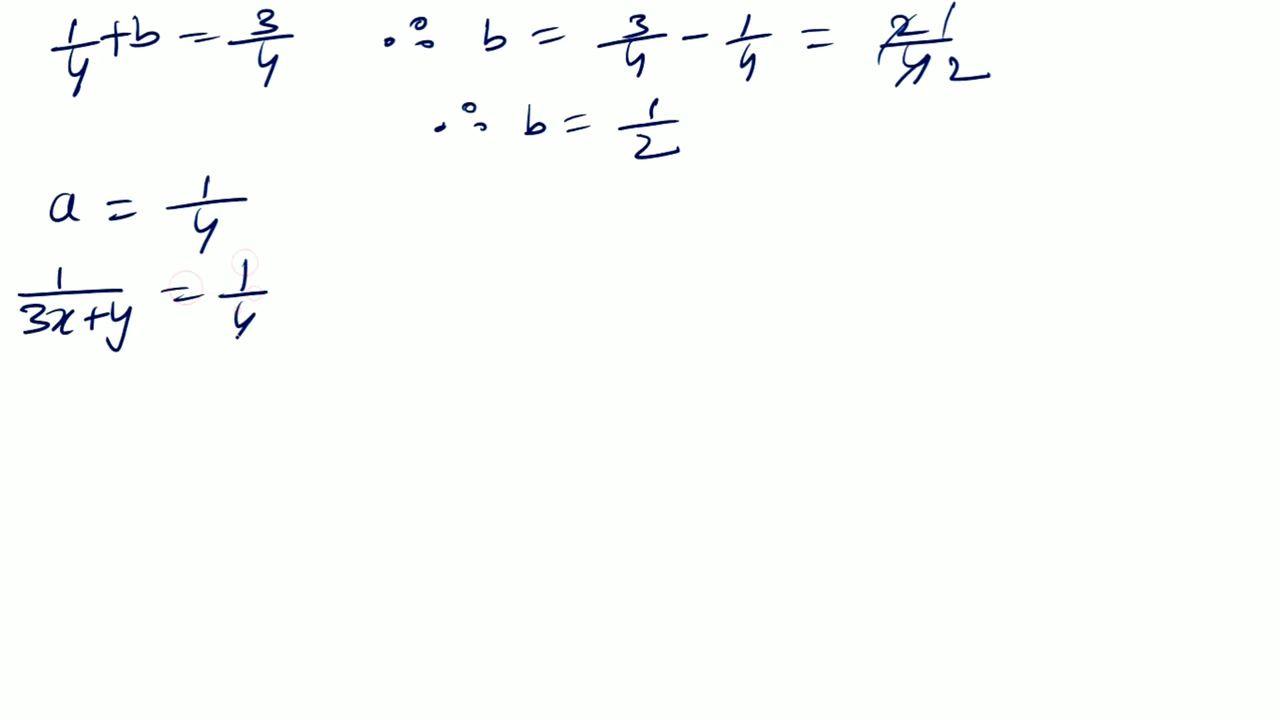 1/4 + b = 3/4 ∴ b = 3/4 - 1/4 = 2/4 1/2
∴ b = 1/2
a = 1/4
1/(3x+y) = 1/4